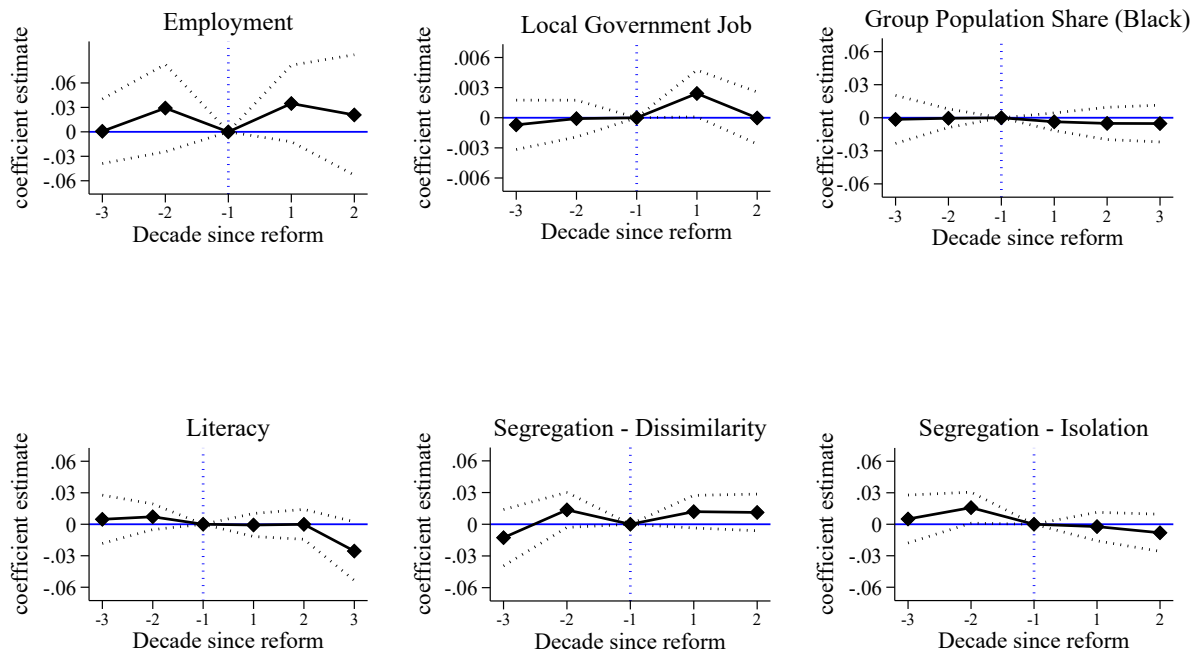 Employment
coefficient estimate
.06
.03
0
-.03
-.06
-3 -2 -1 1 2
Decade since reform
Local Government Job
coefficient estimate
.006
.003
0
-.003
-.006
-3 -2 -1 1 2
Decade since reform
Group Population Share (Black)
coefficient estimate
.06
.03
0
-.03
-.06
-3 -2 -1 1 2 3
Decade since reform
Literacy
coefficient estimate
.06
.03
0
-.03
-.06
-3 -2 -1 1 2 3
Decade since reform
Segregation - Dissimilarity
coefficient estimate
.06
.03
0
-.03
-.06
-3 -2 -1 1 2
Decade since reform
Segregation - Isolation
coefficient estimate
.06
.03
0
-.03
-.06
-3 -2 -1 1 2
Decade since reform